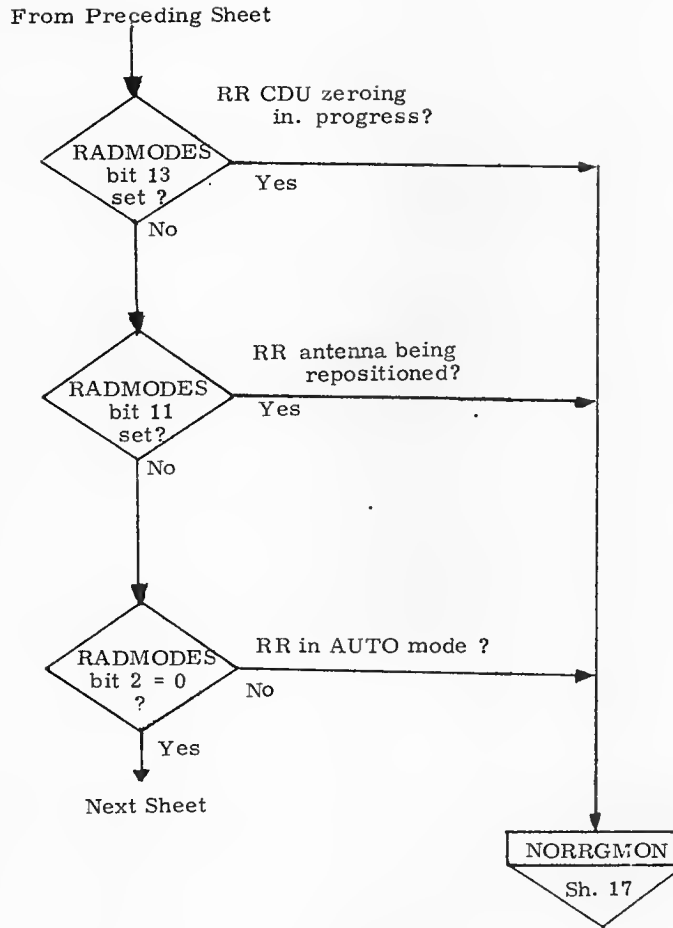 From Preceding Sheet
RR CDU zeroing
in. progress?
RADMODES
bit 13
set ?
Yes
No
RR antenna being
repositioned?
RADMODES
bit 11
set?
Yes
No
RR in AUTO mode ?
RADMODES
bit 2 = 0
?
No
Yes
Next Sheet
NORRGMON
Sh. 17